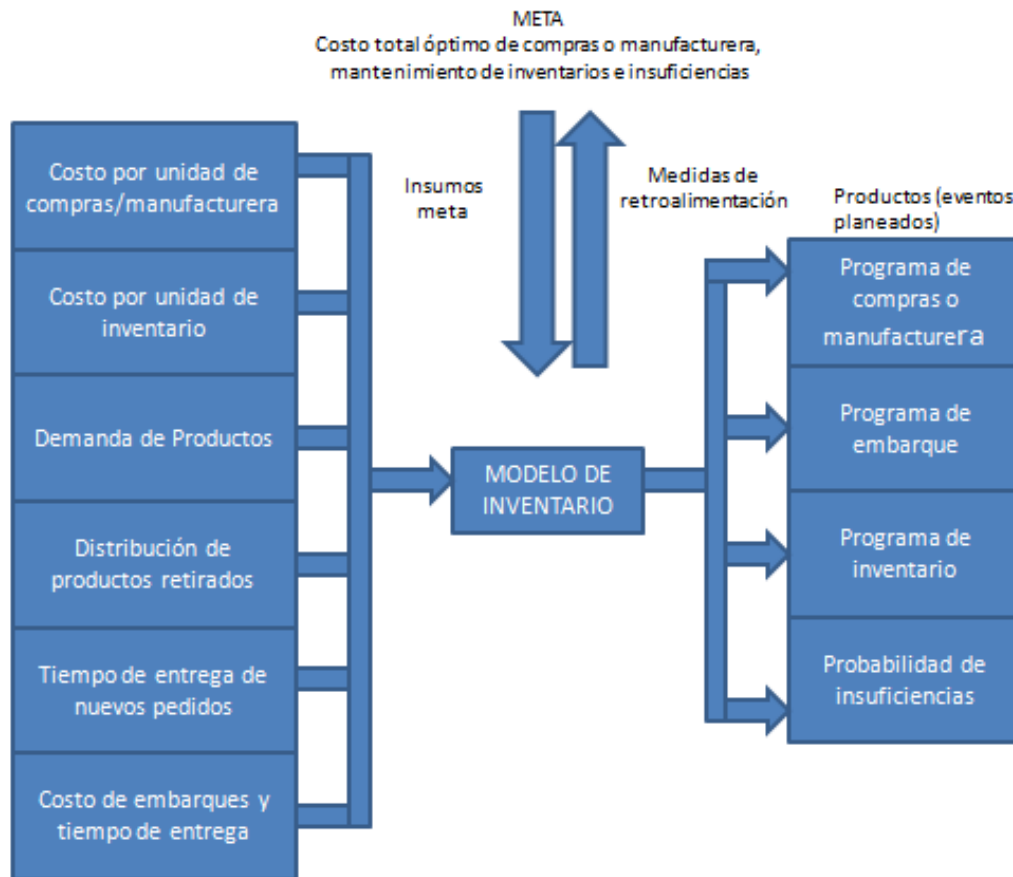 META
Costo total óptimo de compras o manufacturera,
mantenimiento de inventarios e insuficiencias
Costo por unidad de
compras/manufacturera
Costo por unidad de
inventario
Demanda de Productos
Distribución de
productos retirados
Tiempo de entrega de
nuevos pedidos
Costo de embarques y
tiempo de entrega
Insumos
meta
Medidas de
retroalimentación
MODELO DE
INVENTARIO
Productos (eventos
planeados)
Programa de
compras o
manufacturera
Programa de
embarque
Programa de
inventario
Probabilidad de
insuficiencias